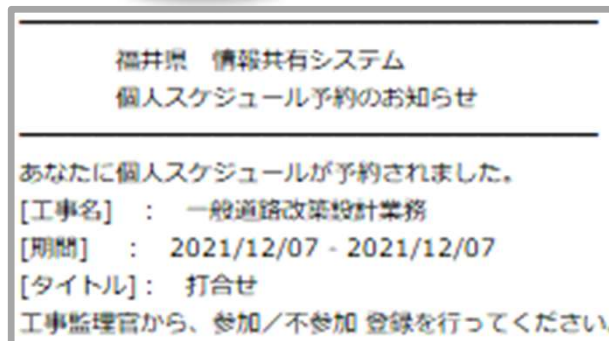 福井県 情報共有システム
個人スケジュール予約のお知らせ
あなたに個人スケジュールが予約されました。
[工事名] : 一般道路改築設計業務
[期間] : 2021/12/07 - 2021/12/07
[タイトル] : 打合せ
工事監理官から、参加/不参加 登録を行ってください。